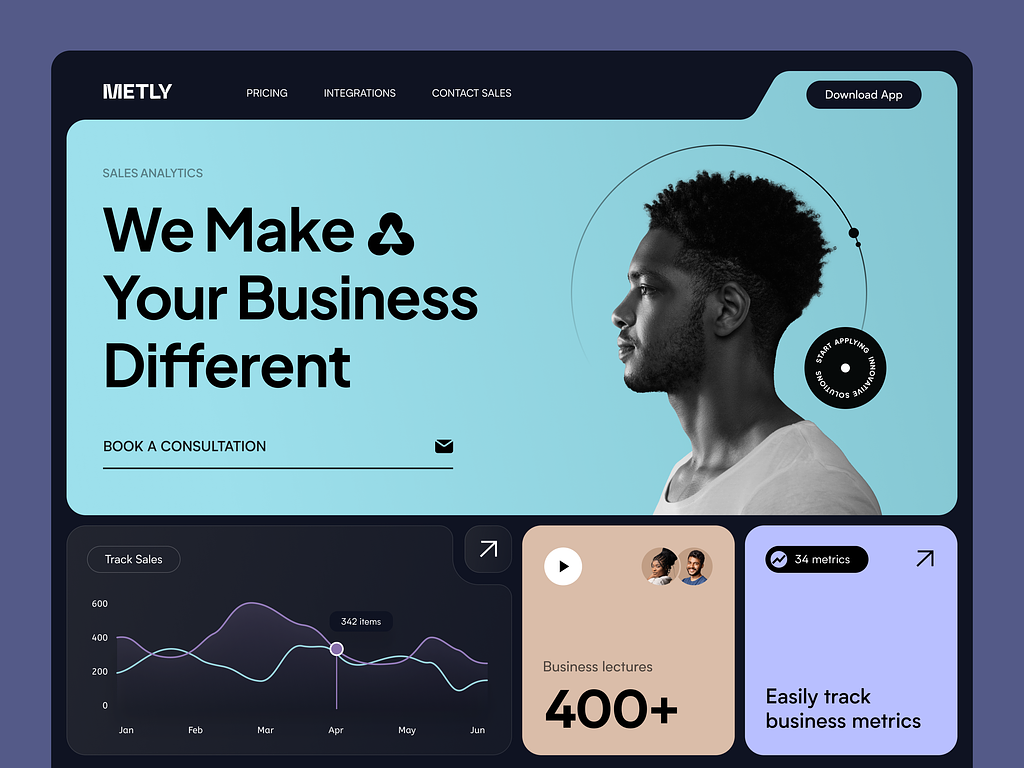 METLY
PRICING
INTEGRATIONS
CONTACT SALES
Download App
SALES ANALYTICS
We Make
Your Business
Different
BOOK A CONSULTATION
START APPLYING INNOVATIVE SOLUTIONS
Track Sales
600
400
200
0
342 items
Jan
Feb
Mar
Apr
May
Jun
Business lectures
400+
34 metrics
Easily track
business metrics